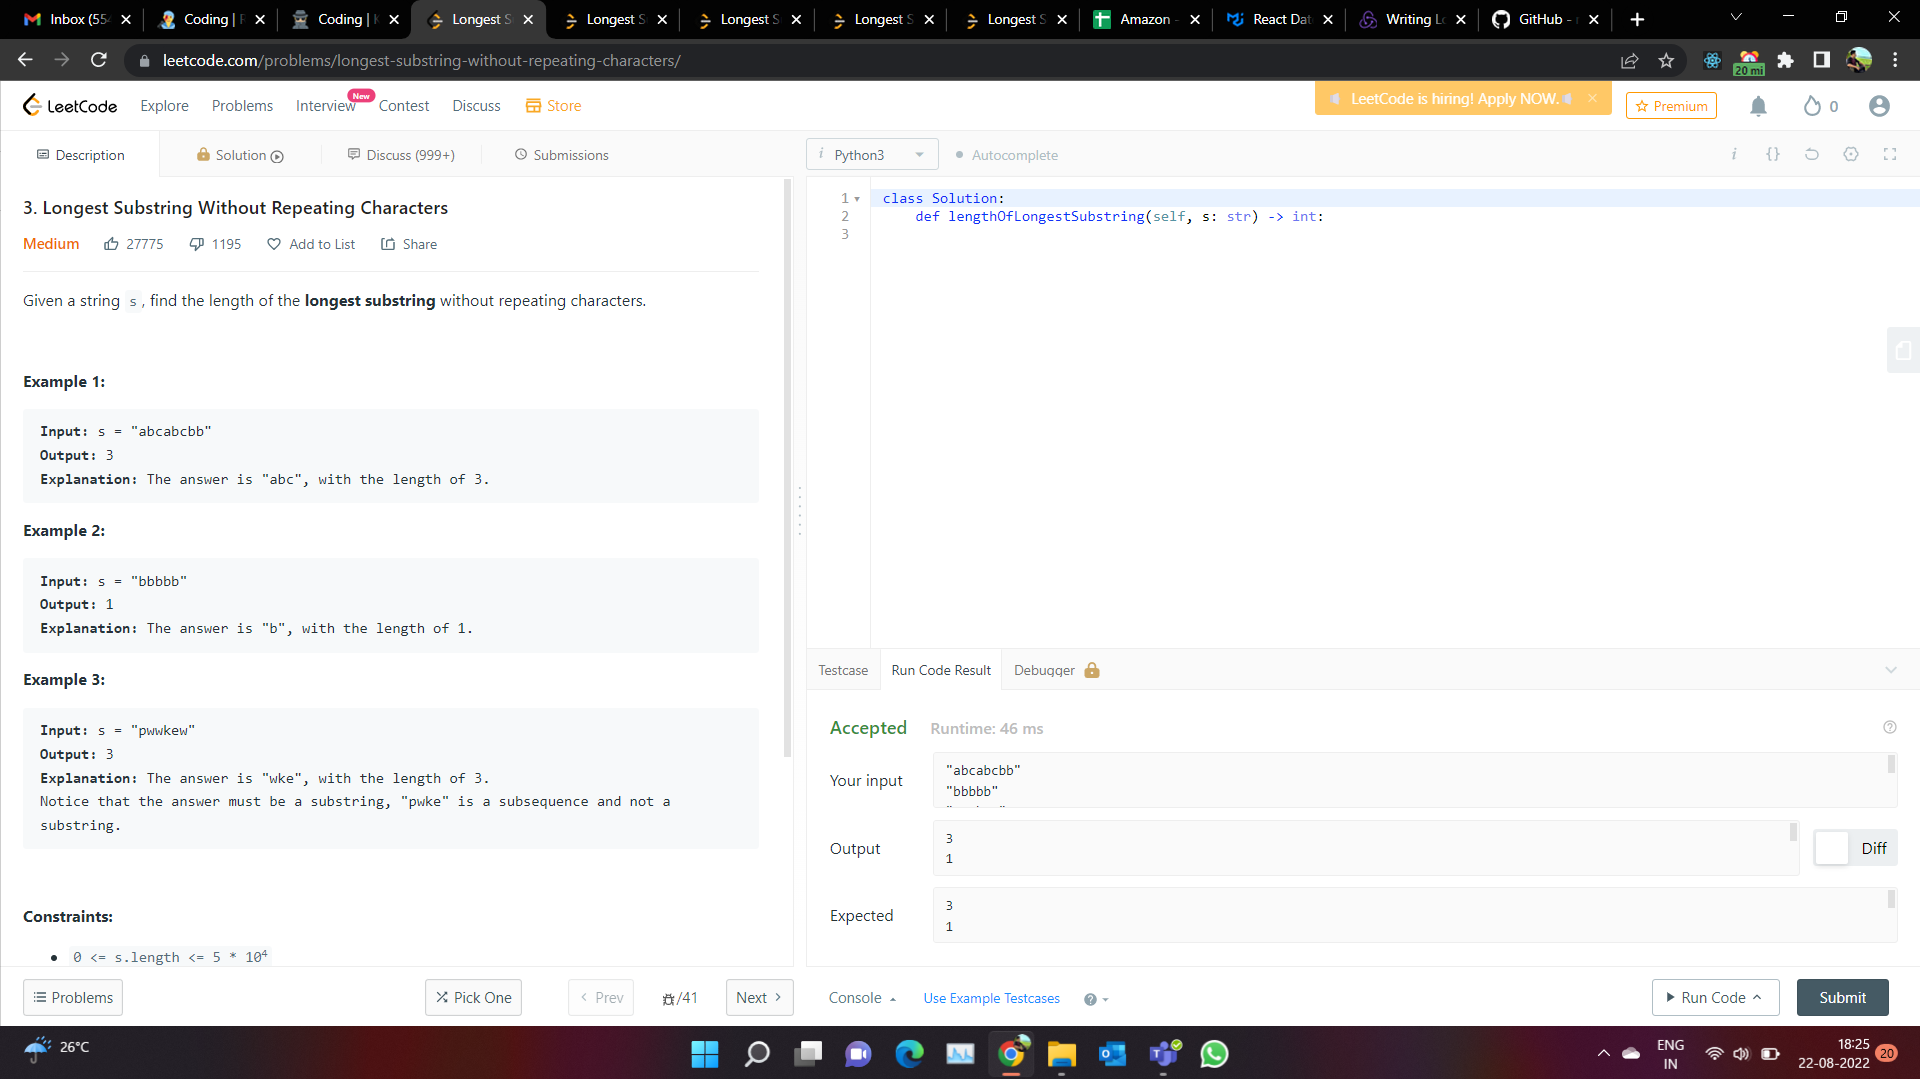 Inbox (554
Coding | F
Coding | K
Longest S
Longest S
Longest S
Longest S
Longest S
Amazon -
React Dat
Writing Lo
GitHub - r
leetcode.com/problems/longest-substring-without-repeating-characters/
20 mi
LeetCode
Explore
Problems
Interview
New
Contest
Discuss
Store
LeetCode is hiring! Apply NOW.
Premium
0
Description
Solution
Discuss (999+)
Submissions
i Python3
Autocomplete
i {}
3. Longest Substring Without Repeating Characters
Medium 27775 1195 Add to List Share
Given a string s, find the length of the longest substring without repeating characters.
Example 1:
Input: s = "abcabcbb"
Output: 3
Explanation: The answer is "abc", with the length of 3.
Example 2:
Input: s = "bbbbb"
Output: 1
Explanation: The answer is "b", with the length of 1.
Example 3:
Input: s = "pwwkew"
Output: 3
Explanation: The answer is "wke", with the length of 3.
Notice that the answer must be a substring, "pwke" is a subsequence and not a
substring.
Constraints:
0 <= s.length <= 5 * 10⁴
1 class Solution:
2 def lengthOfLongestSubstring(self, s: str) -> int:
3
Testcase
Run Code Result
Debugger
Accepted Runtime: 46 ms
Your input
"abcabcbb"
"bbbbb"
Output
3
1
Diff
Expected
3
1
Problems
Pick One
Prev
/41
Next
Console
Use Example Testcases
Run Code
Submit
26°C
ENG
IN
18:25
22-08-2022
20